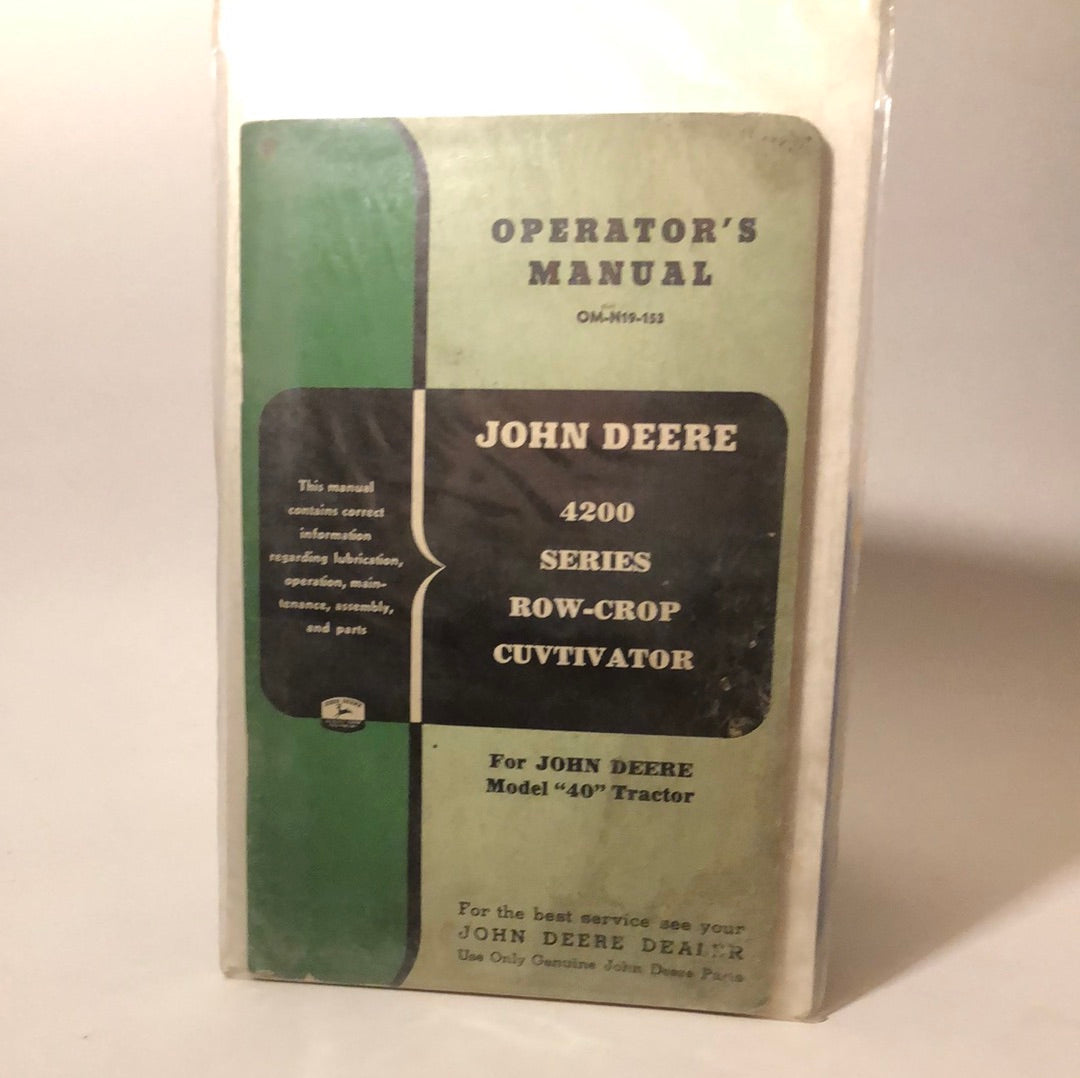 OPERATOR'S
MANUAL
OM-N19-153
JOHN DEERE
4200
SERIES
ROW-CROP
CUVTIVATOR
This manual
contains correct
information
regarding lubrication,
operation, main-
tenance, assembly,
and parts
JOHN DEERE
For JOHN DEERE
Model “40” Tractor
For the best service see your
JOHN DEERE DEALER
Use Only Genuine John Deere Parts